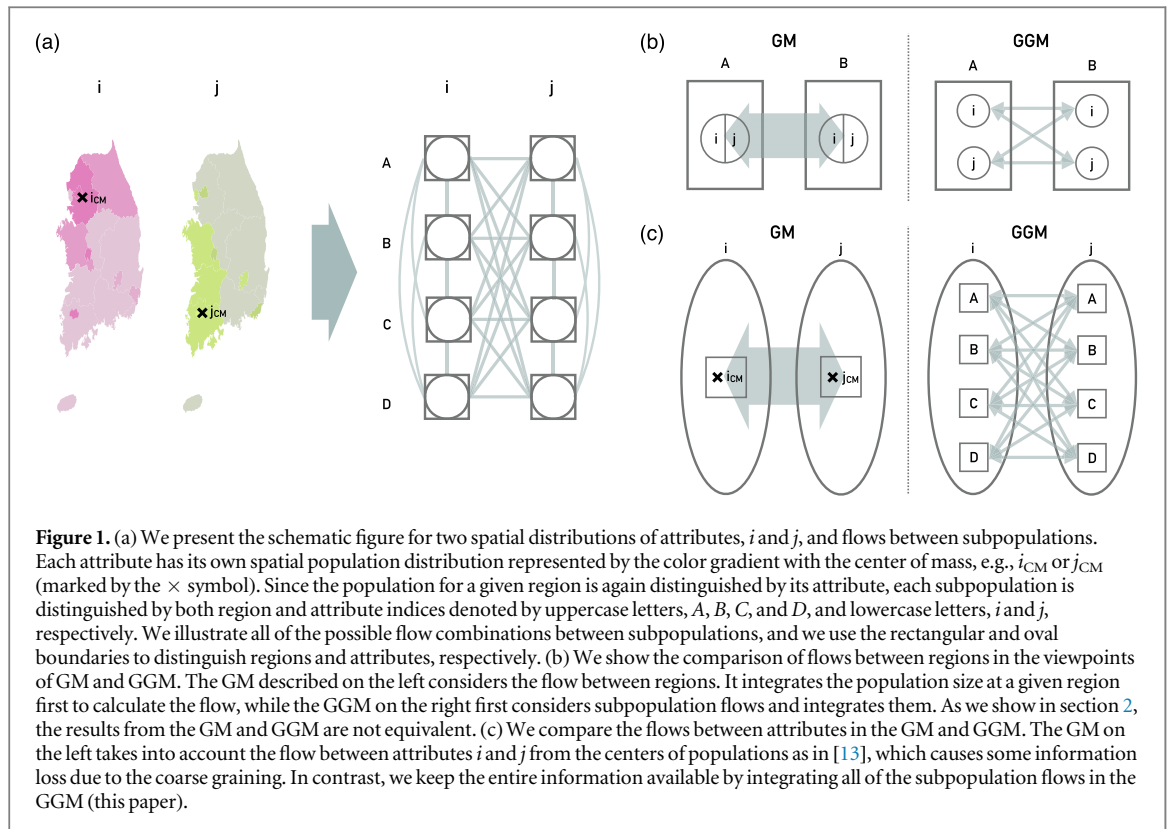 (a)
i
j
i
j
A
B
C
D
iCM
jCM
(b)
GM
GGM
A
B
A
B
i
j
i
j
i
i
j
j
(c)
GM
GGM
i
j
i
j
iCM
jCM
A
A
B
B
C
C
D
D
Figure 1. (a) We present the schematic figure for two spatial distributions of attributes, i and j, and flows between subpopulations.
Each attribute has its own spatial population distribution represented by the color gradient with the center of mass, e.g., iCM or jCM
(marked by the × symbol). Since the population for a given region is again distinguished by its attribute, each subpopulation is
distinguished by both region and attribute indices denoted by uppercase letters, A, B, C, and D, and lowercase letters, i and j,
respectively. We illustrate all of the possible flow combinations between subpopulations, and we use the rectangular and oval
boundaries to distinguish regions and attributes, respectively. (b) We show the comparison of flows between regions in the viewpoints
of GM and GGM. The GM described on the left considers the flow between regions. It integrates the population size at a given region
first to calculate the flow, while the GGM on the right first considers subpopulation flows and integrates them. As we show in section 2,
the results from the GM and GGM are not equivalent. (c) We compare the flows between attributes in the GM and GGM. The GM on
the left takes into account the flow between attributes i and j from the centers of populations as in [13], which causes some information
loss due to the coarse graining. In contrast, we keep the entire information available by integrating all of the subpopulation flows in the
GGM (this paper).